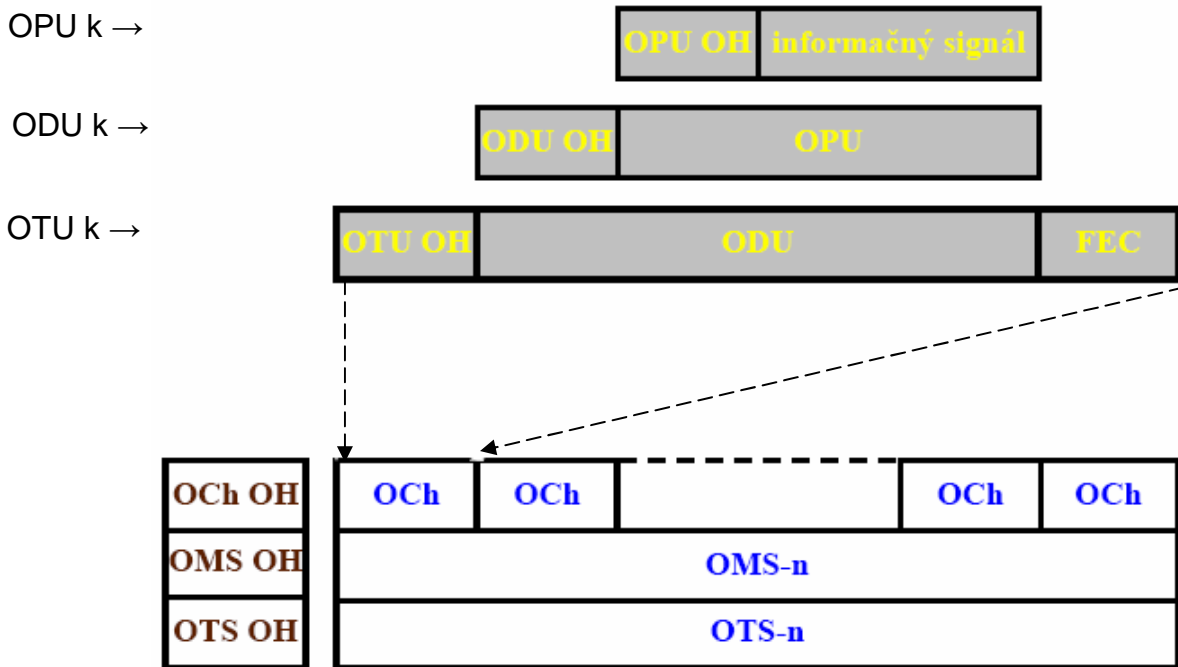 OPU k → OPU OH informačný signál
ODU k → ODU OH OPU
OTU k → OTU OH ODU FEC
OCh OH OCh OCh OCh OCh
OMS OH OMS-n
OTS OH OTS-n